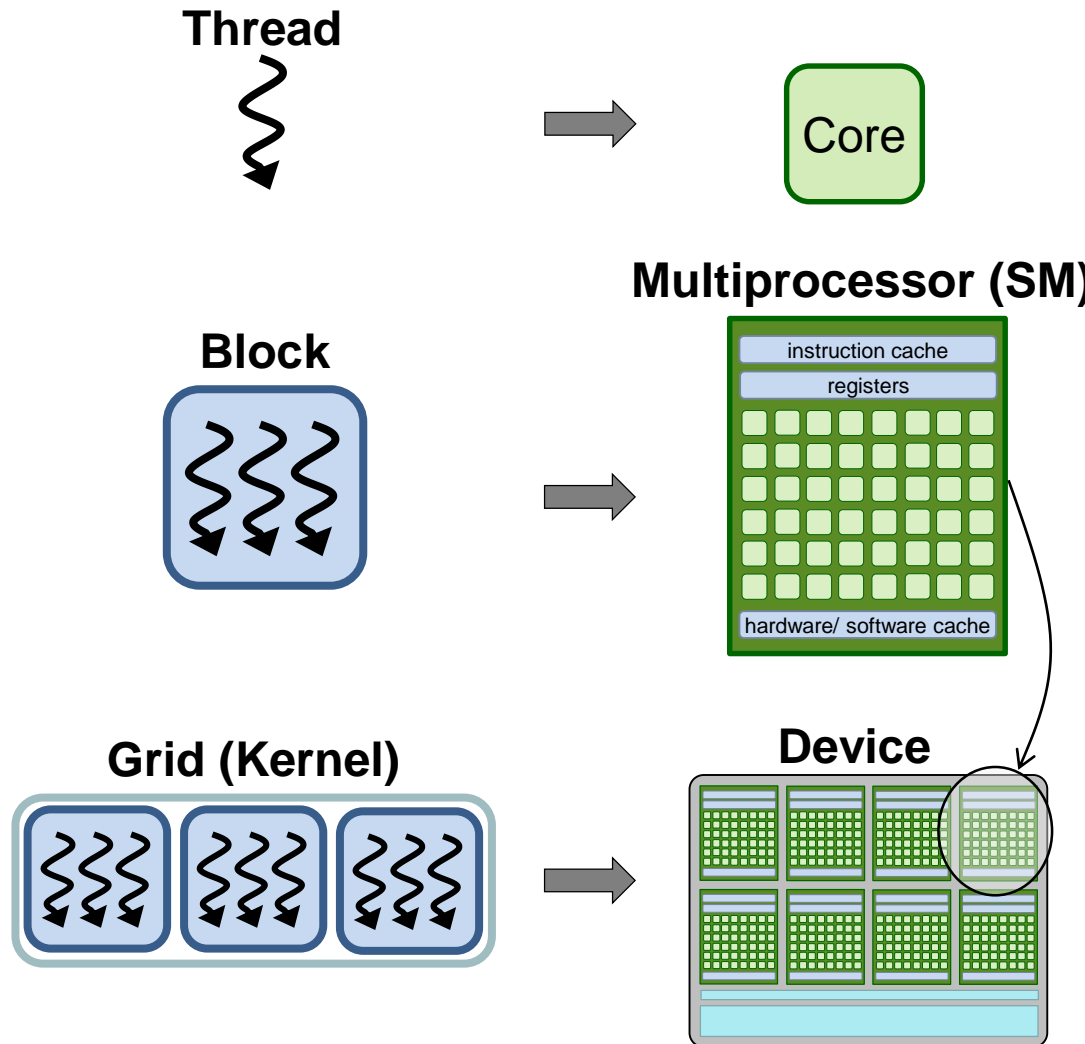 Thread
Core
Multiprocessor (SM)
Block
instruction cache
registers
hardware/ software cache
Grid (Kernel)
Device